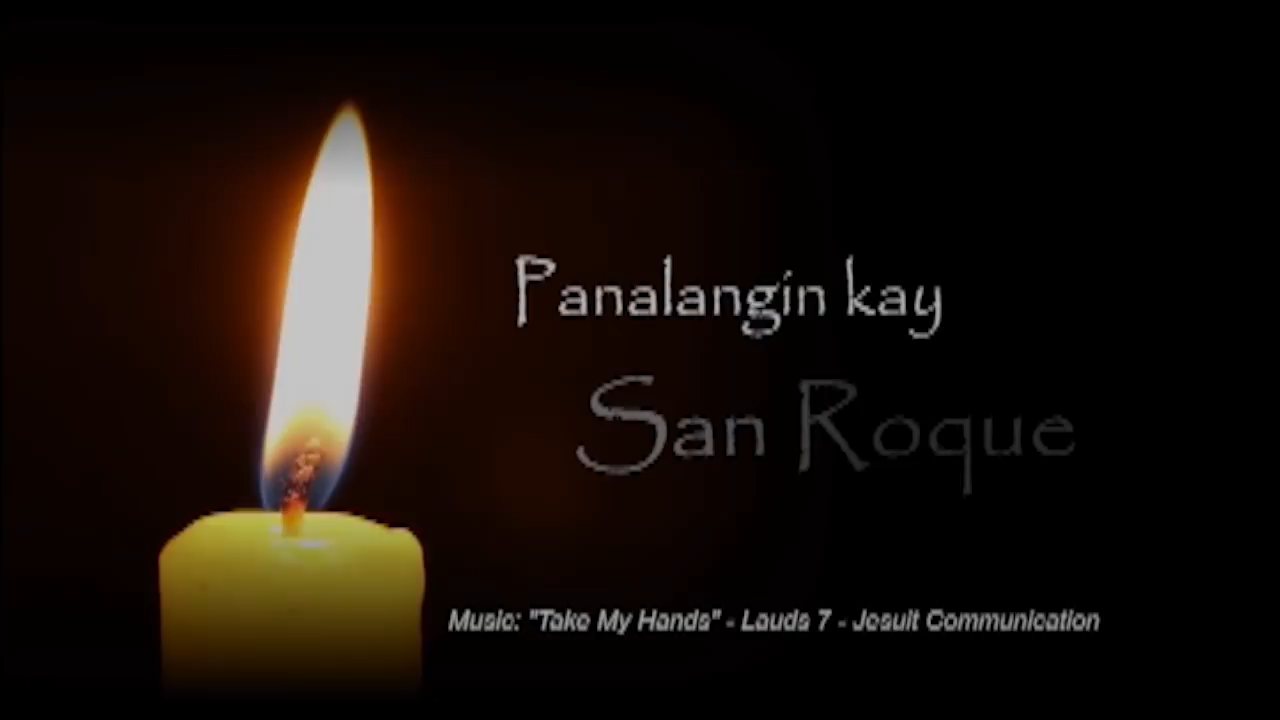 Panalangin kay
San Roque
Music: "Take My Hands" - Lauds 7 - Jesuit Communication